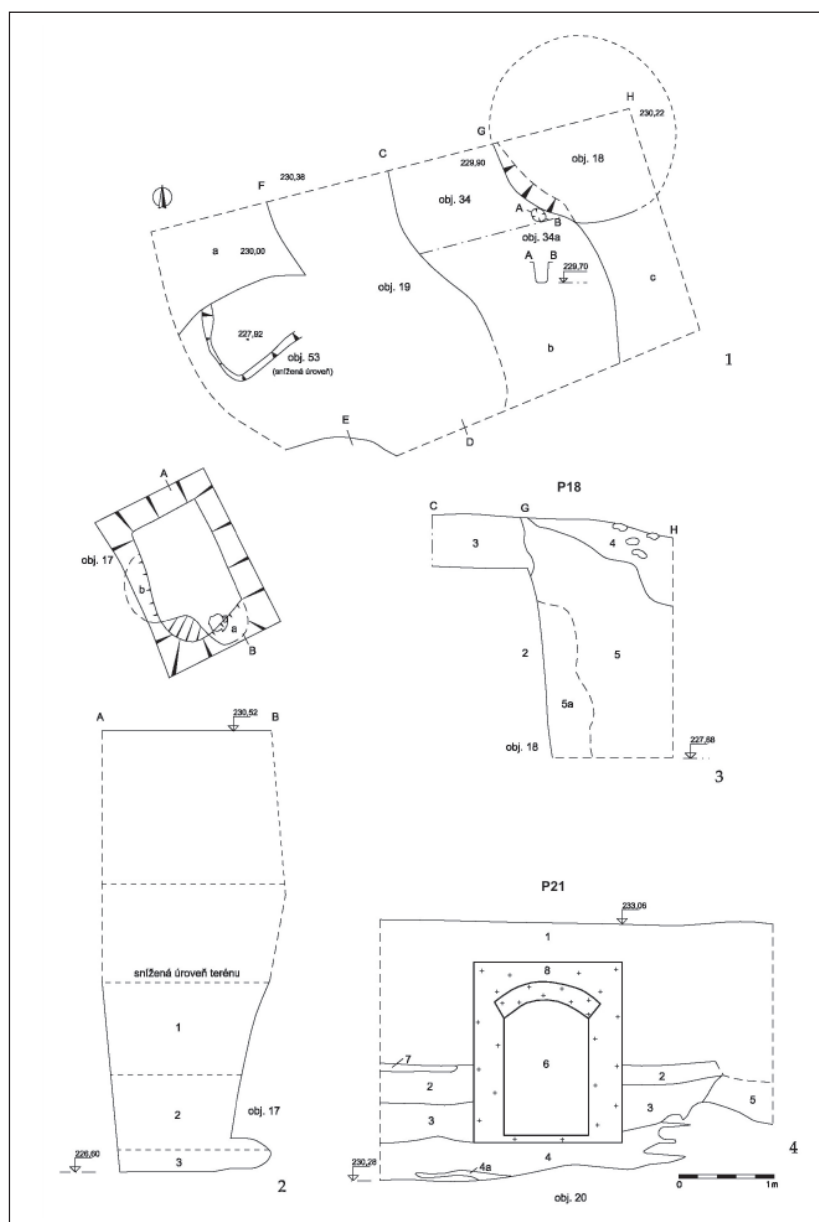 H
230,22
G
C
obj. 18
230,38
229,90
F
obj. 34
A
B
obj. 34a
a
230,00
A B
229,70
c
obj. 19
227,92
obj. 53
(snížená úroveň)
b
1
E
D
A
obj. 17
b
a
B
P18
C
G
H
3
4
2
5
5a
obj. 18
227,68
3
A
230,52
B
snížená úroveň terénu
1
2
obj. 17
3
226,60
2
P21
233,06
1
8
7
6
2
2
3
3
5
4
4
230,28
4a
obj. 20
0
1m